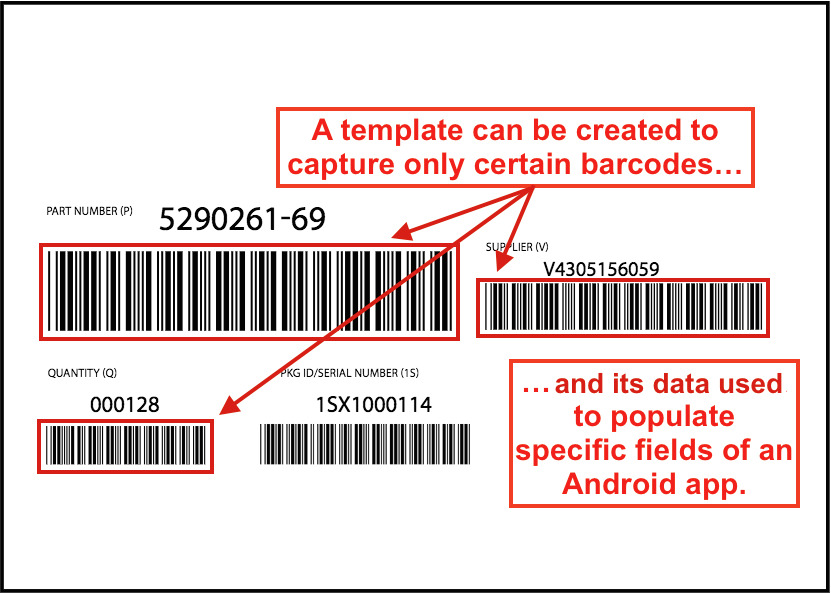 A template can be created to
capture only certain barcodes...
PART NUMBER (P)
5290261-69
SUPPLIER (V)
V4305156059
QUANTITY (Q)
000128
PKG ID/SERIAL NUMBER (1S)
1SX1000114
...and its data used
to populate
specific fields of an
Android app.